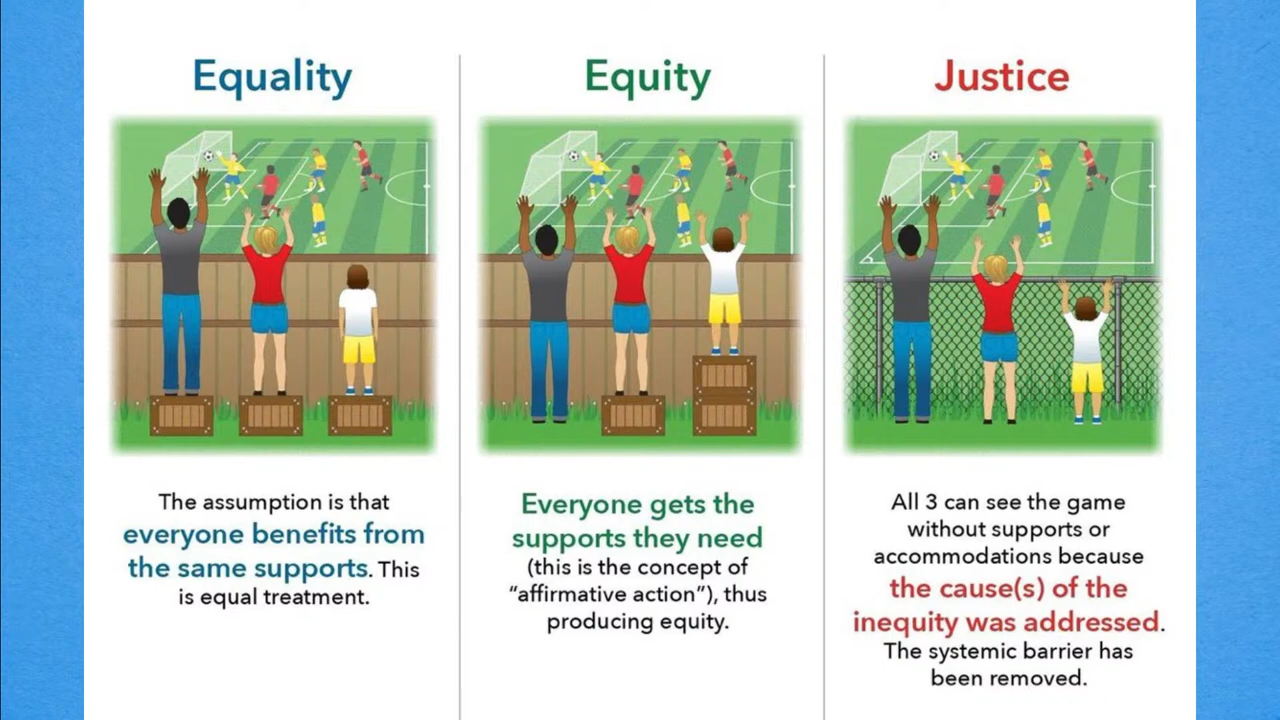 Equality
The assumption is that
everyone benefits from
the same supports. This
is equal treatment.
Equity
Everyone gets the
supports they need
(this is the concept of
“affirmative action”), thus
producing equity.
Justice
All 3 can see the game
without supports or
accommodations because
the cause(s) of the
inequity was addressed.
The systemic barrier has
been removed.